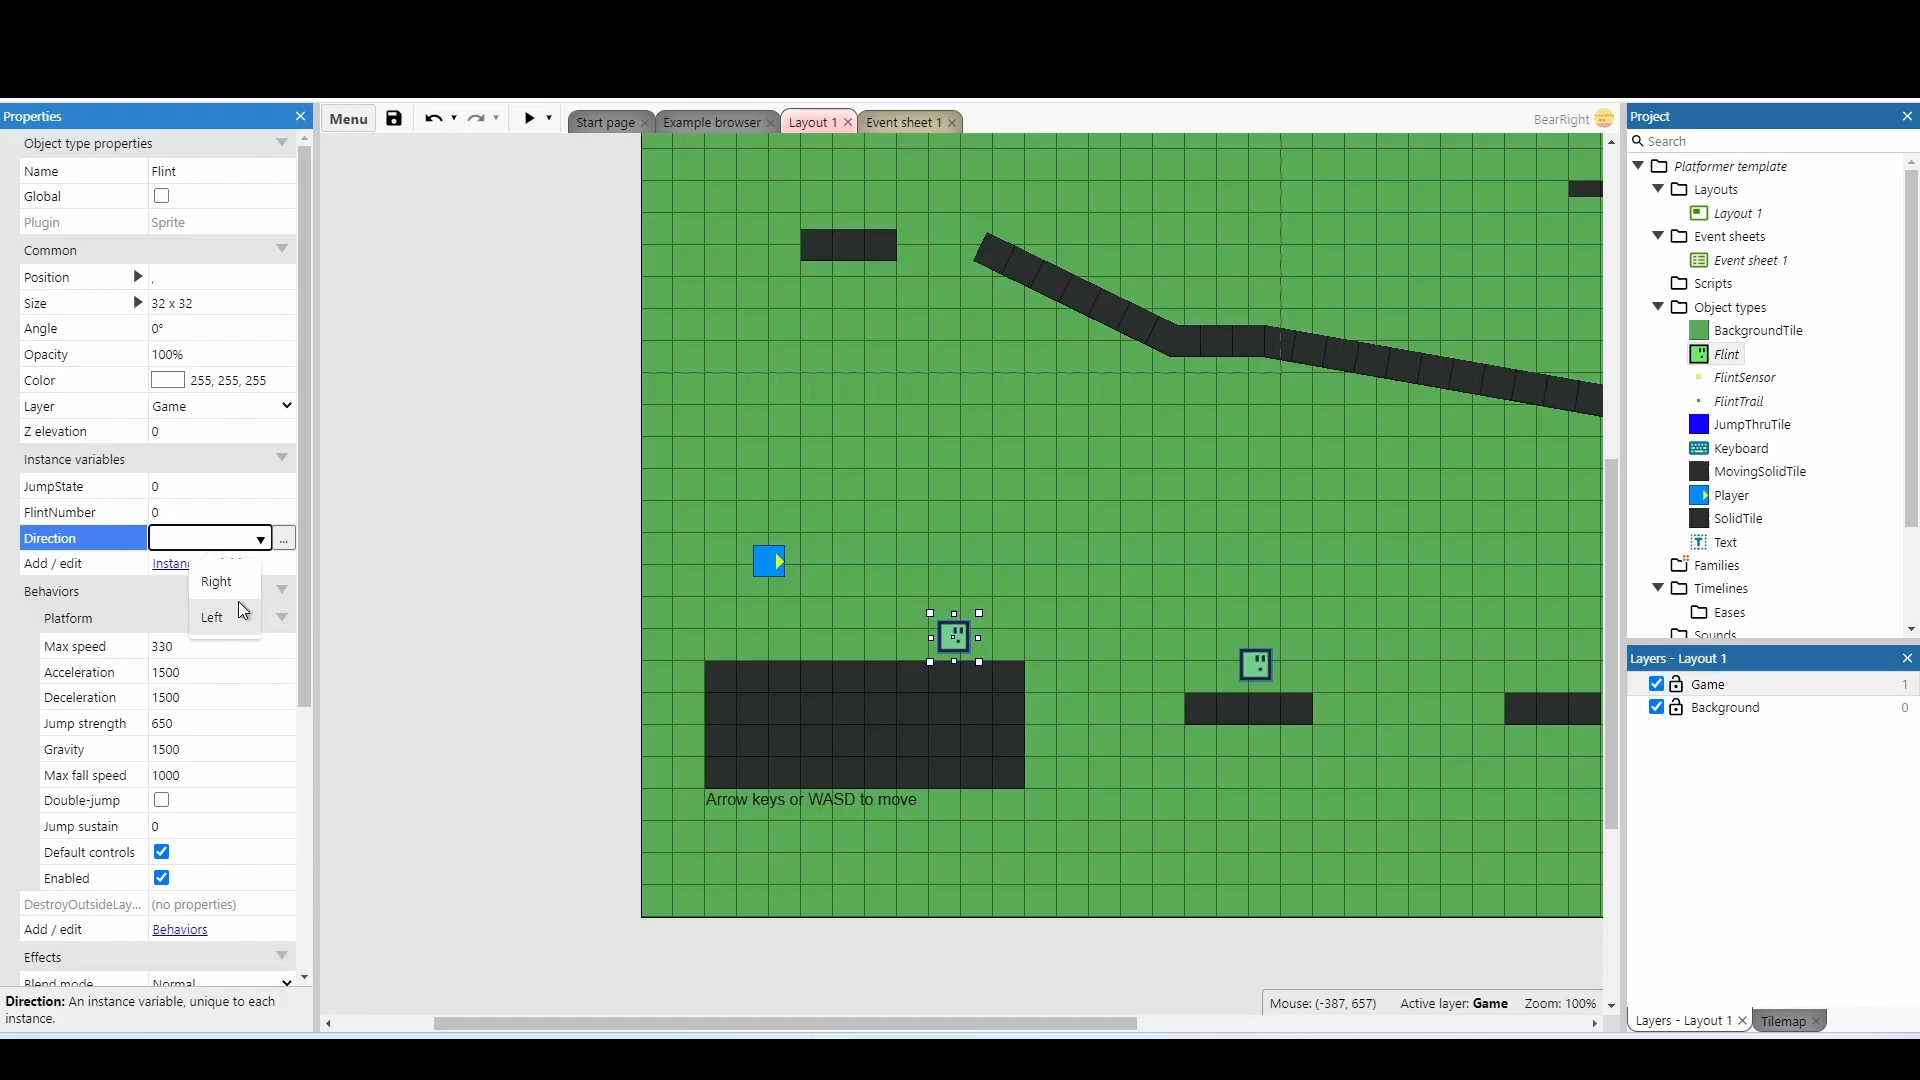 Properties
Menu
Start page
Example browser
Layout 1
Event sheet 1
BearRight
Project
Object type properties
Name Flint
Global
Plugin Sprite
Common
Position ,
Size 32 x 32
Angle 0°
Opacity 100%
Color 255, 255, 255
Layer Game
Z elevation 0
Instance variables
JumpState 0
FlintNumber 0
Direction ...
Add / edit Instanc
Right
Left
Behaviors
Platform
Max speed 330
Acceleration 1500
Deceleration 1500
Jump strength 650
Gravity 1500
Max fall speed 1000
Double-jump
Jump sustain 0
Default controls
Enabled
DestroyOutsideLay... (no properties)
Add / edit Behaviors
Effects
Blend mode Normal
Direction: An instance variable, unique to each
instance.
Arrow keys or WASD to move
Mouse: (-387, 657) Active layer: Game Zoom: 100%
Search
Platformer template
Layouts
Layout 1
Event sheets
Event sheet 1
Scripts
Object types
BackgroundTile
Flint
FlintSensor
FlintTrail
JumpThruTile
Keyboard
MovingSolidTile
Player
SolidTile
Text
Families
Timelines
Eases
Sounds
Layers - Layout 1
Game 1
Background 0
Layers - Layout 1
Tilemap